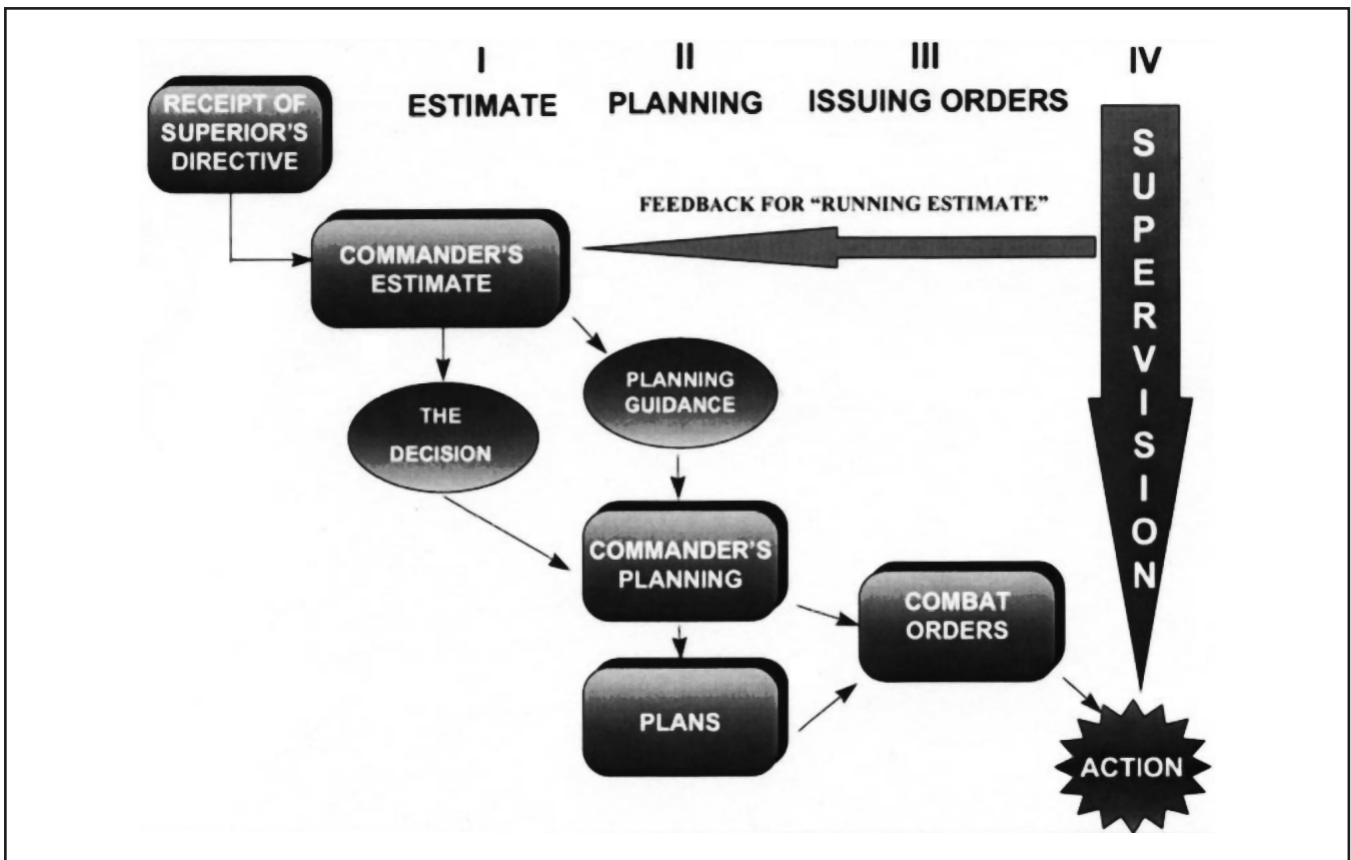 I
ESTIMATE
II
PLANNING
III
ISSUING ORDERS
IV
RECEIPT OF
SUPERIOR'S
DIRECTIVE
FEEDBACK FOR “RUNNING ESTIMATE”
COMMANDER'S
ESTIMATE
THE
DECISION
PLANNING
GUIDANCE
COMMANDER'S
PLANNING
PLANS
COMBAT
ORDERS
SUPERVISION
ACTION